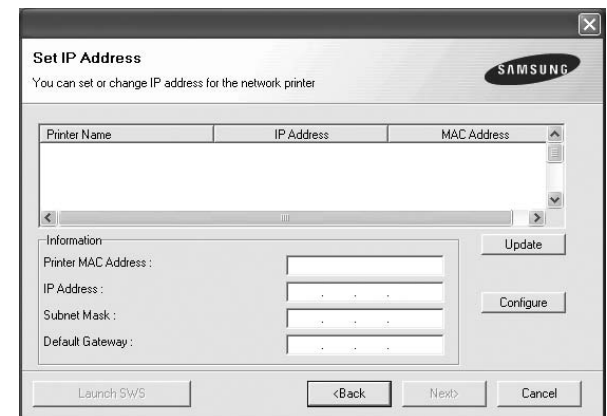 Set IP Address
You can set or change IP address for the network printer
SAMSUNG
Printer Name IP Address MAC Address
Information
Printer MAC Address :
IP Address : . . .
Subnet Mask : . . .
Default Gateway : . . .
Update
Configure
Launch SWS <Back Next> Cancel